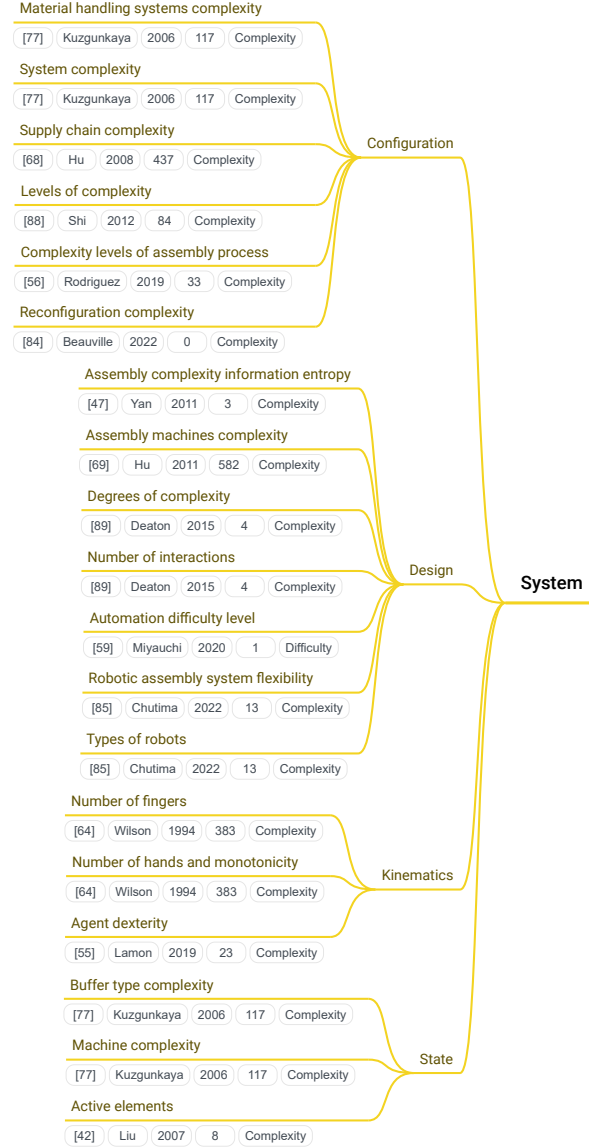 Material handling systems complexity
[77] Kuzgunkaya 2006 117 Complexity
System complexity
[77] Kuzgunkaya 2006 117 Complexity
Supply chain complexity
[68] Hu 2008 437 Complexity
Levels of complexity
[88] Shi 2012 84 Complexity
Complexity levels of assembly process
[56] Rodriguez 2019 33 Complexity
Reconfiguration complexity
[84] Beauville 2022 0 Complexity
Configuration
Assembly complexity information entropy
[47] Yan 2011 3 Complexity
Assembly machines complexity
[69] Hu 2011 582 Complexity
Degrees of complexity
[89] Deaton 2015 4 Complexity
Number of interactions
[89] Deaton 2015 4 Complexity
Automation difficulty level
[59] Miyauchi 2020 1 Difficulty
Robotic assembly system flexibility
[85] Chutima 2022 13 Complexity
Types of robots
[85] Chutima 2022 13 Complexity
Design
System
Number of fingers
[64] Wilson 1994 383 Complexity
Number of hands and monotonicity
[64] Wilson 1994 383 Complexity
Agent dexterity
[55] Lamon 2019 23 Complexity
Kinematics
Buffer type complexity
[77] Kuzgunkaya 2006 117 Complexity
Machine complexity
[77] Kuzgunkaya 2006 117 Complexity
Active elements
[42] Liu 2007 8 Complexity
State